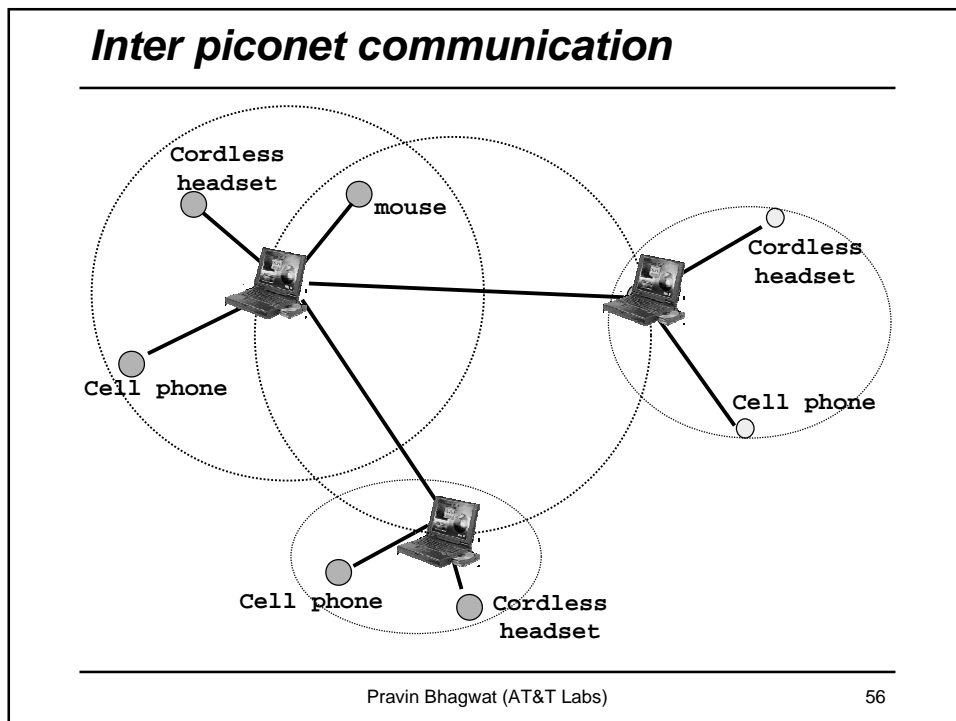 Inter piconet communication
Cordless
headset
mouse
Cell phone
Cordless
headset
Cell phone
Cell phone
Cordless
headset
Pravin Bhagwat (AT&T Labs)
56